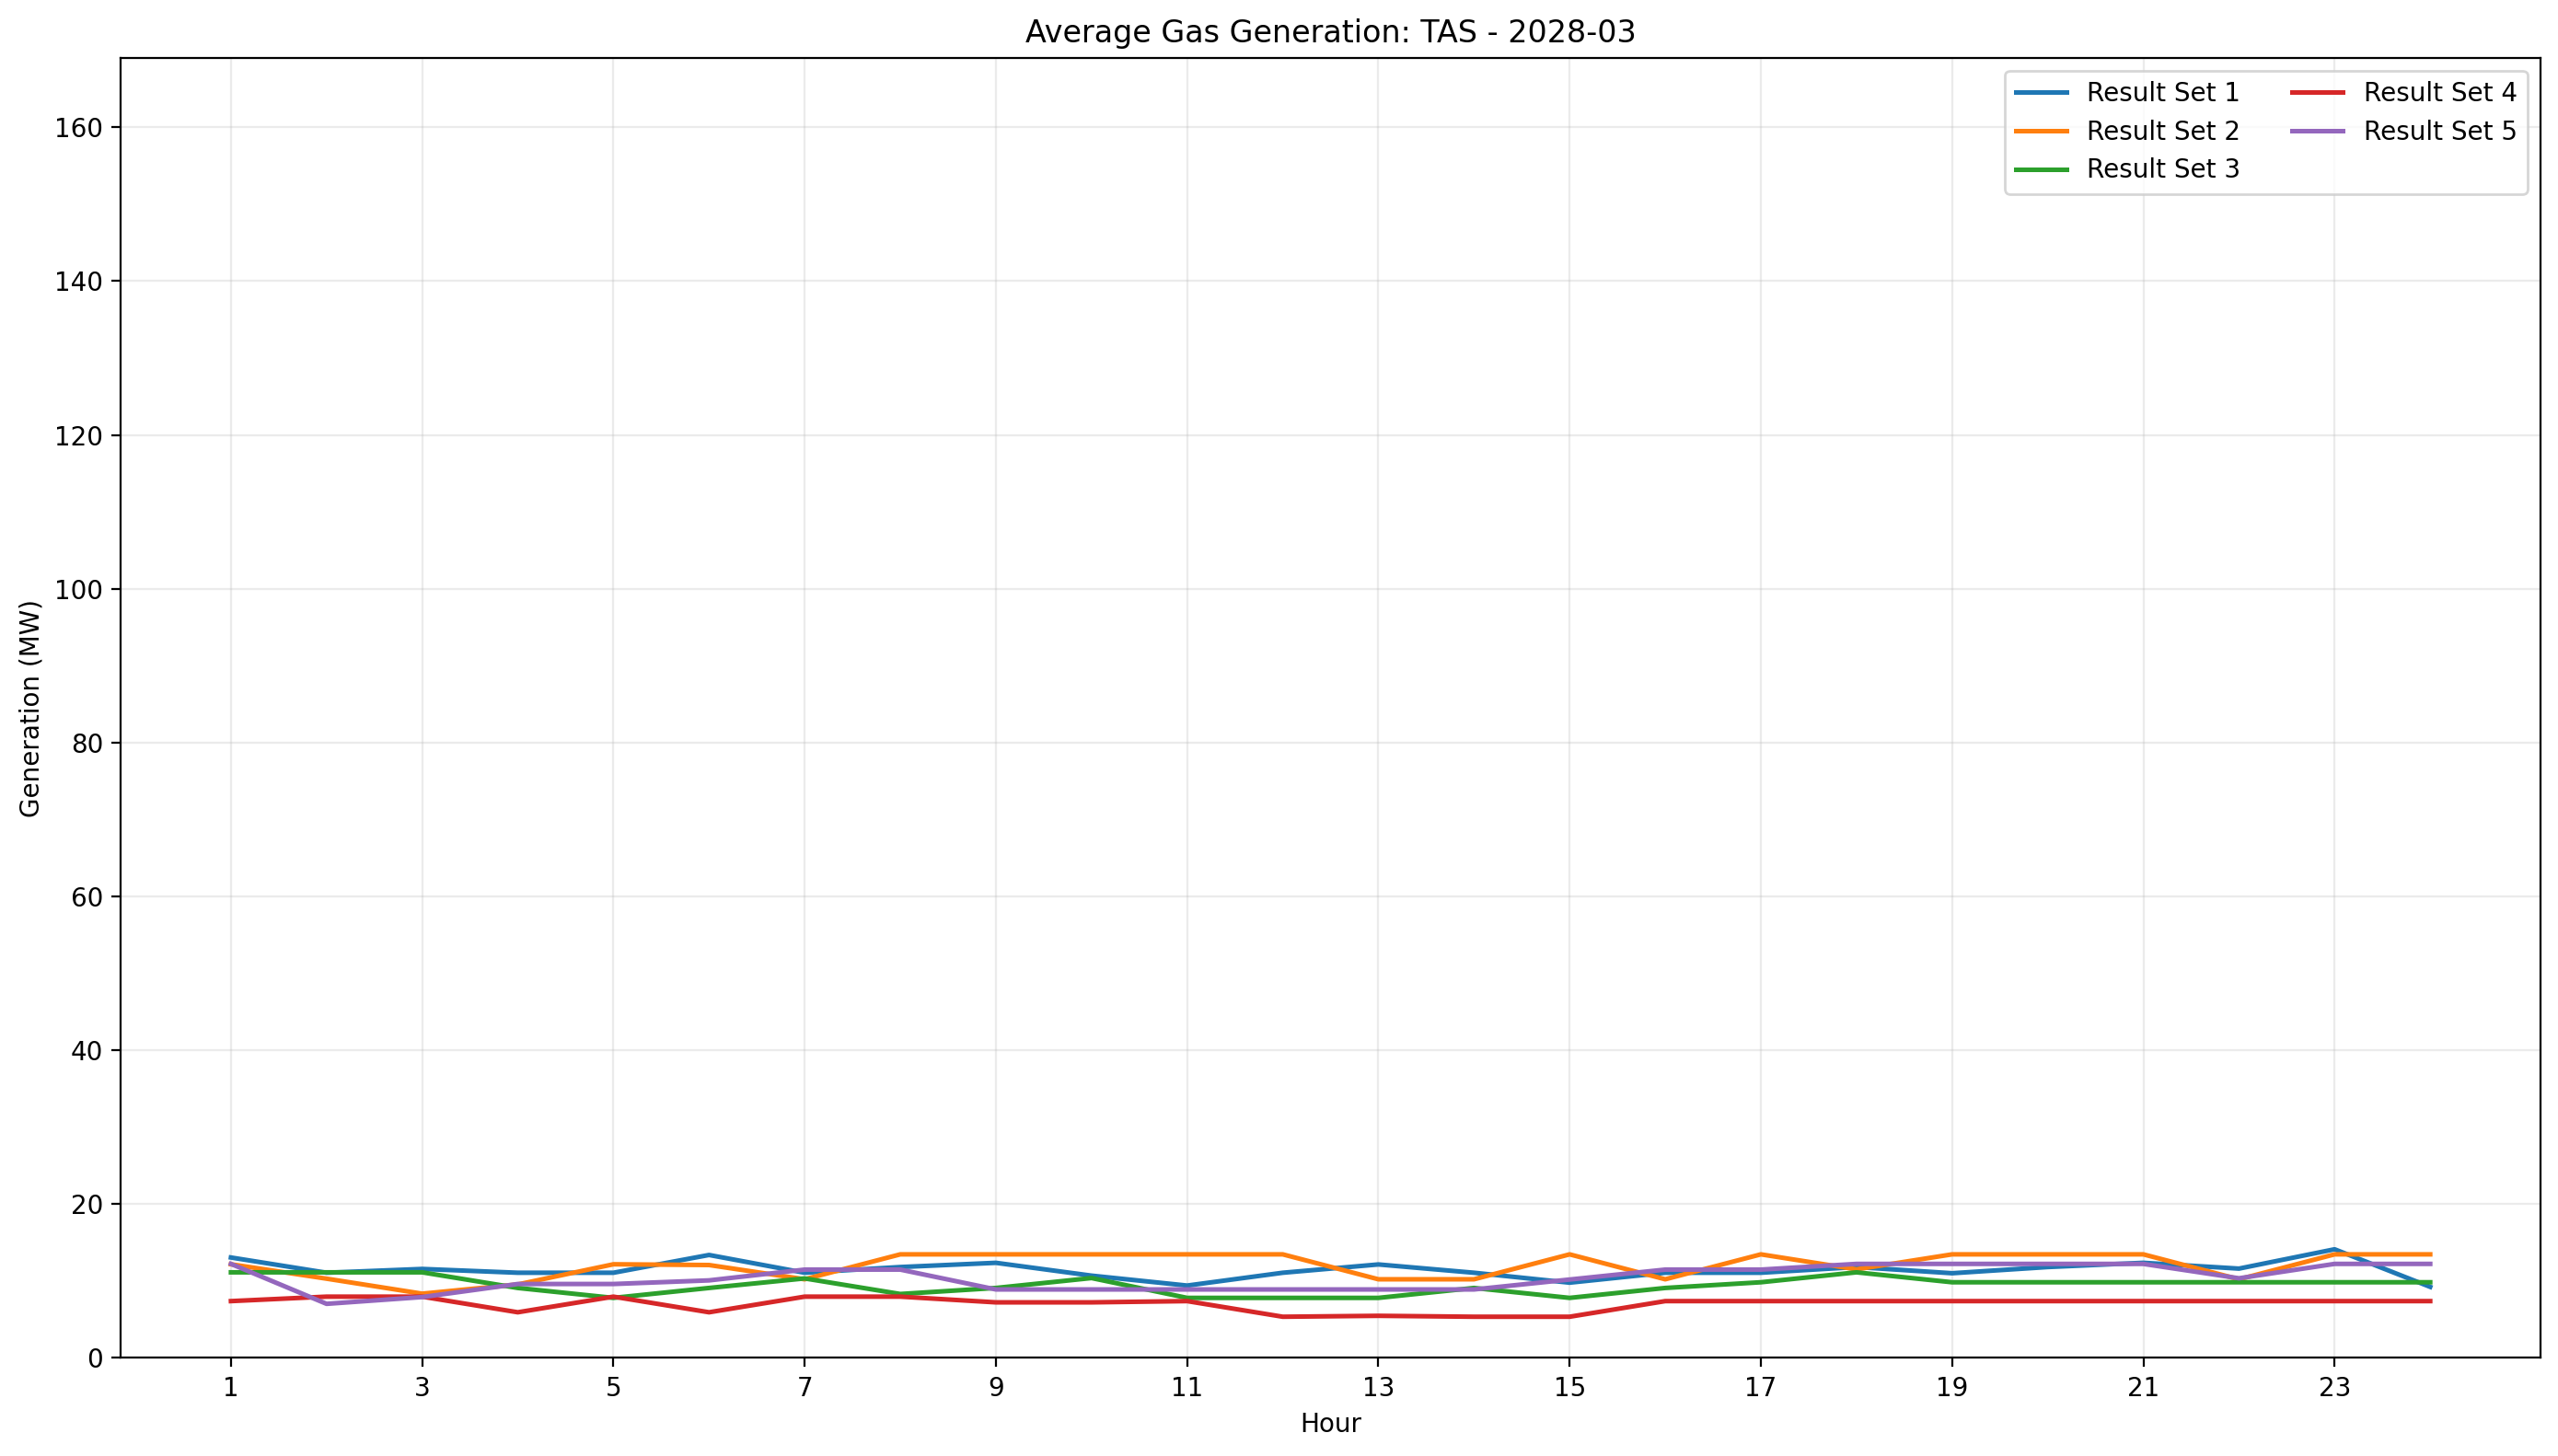 Average Gas Generation: TAS - 2028-03
Result Set 1
Result Set 2
Result Set 3
Result Set 4
Result Set 5
Generation (MW)
160
140
120
100
80
60
40
20
0
1 3 5 7 9 11 13 15 17 19 21 23
Hour